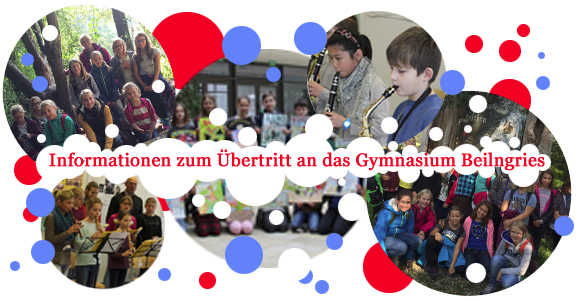 Informationen zum Übertritt an das Gymnasium Beilngries